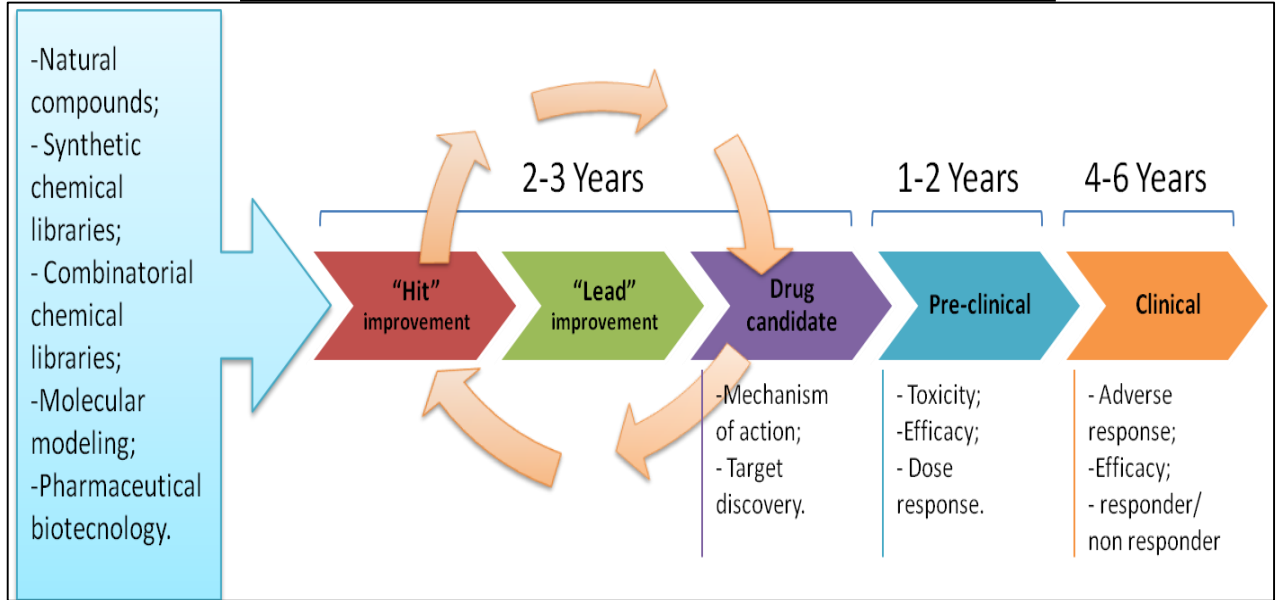 -Natural
compounds;
- Synthetic
chemical
libraries;
- Combinatorial
chemical
libraries;
-Molecular
modeling;
-Pharmaceutical
biotecnology.
2-3 Years
1-2 Years
4-6 Years
“Hit”
improvement
“Lead”
improvement
Drug
candidate
Pre-clinical
Clinical
-Mechanism
of action;
- Target
discovery.
- Toxicity;
-Efficacy;
- Dose
response.
- Adverse
response;
-Efficacy;
- responder/
non responder